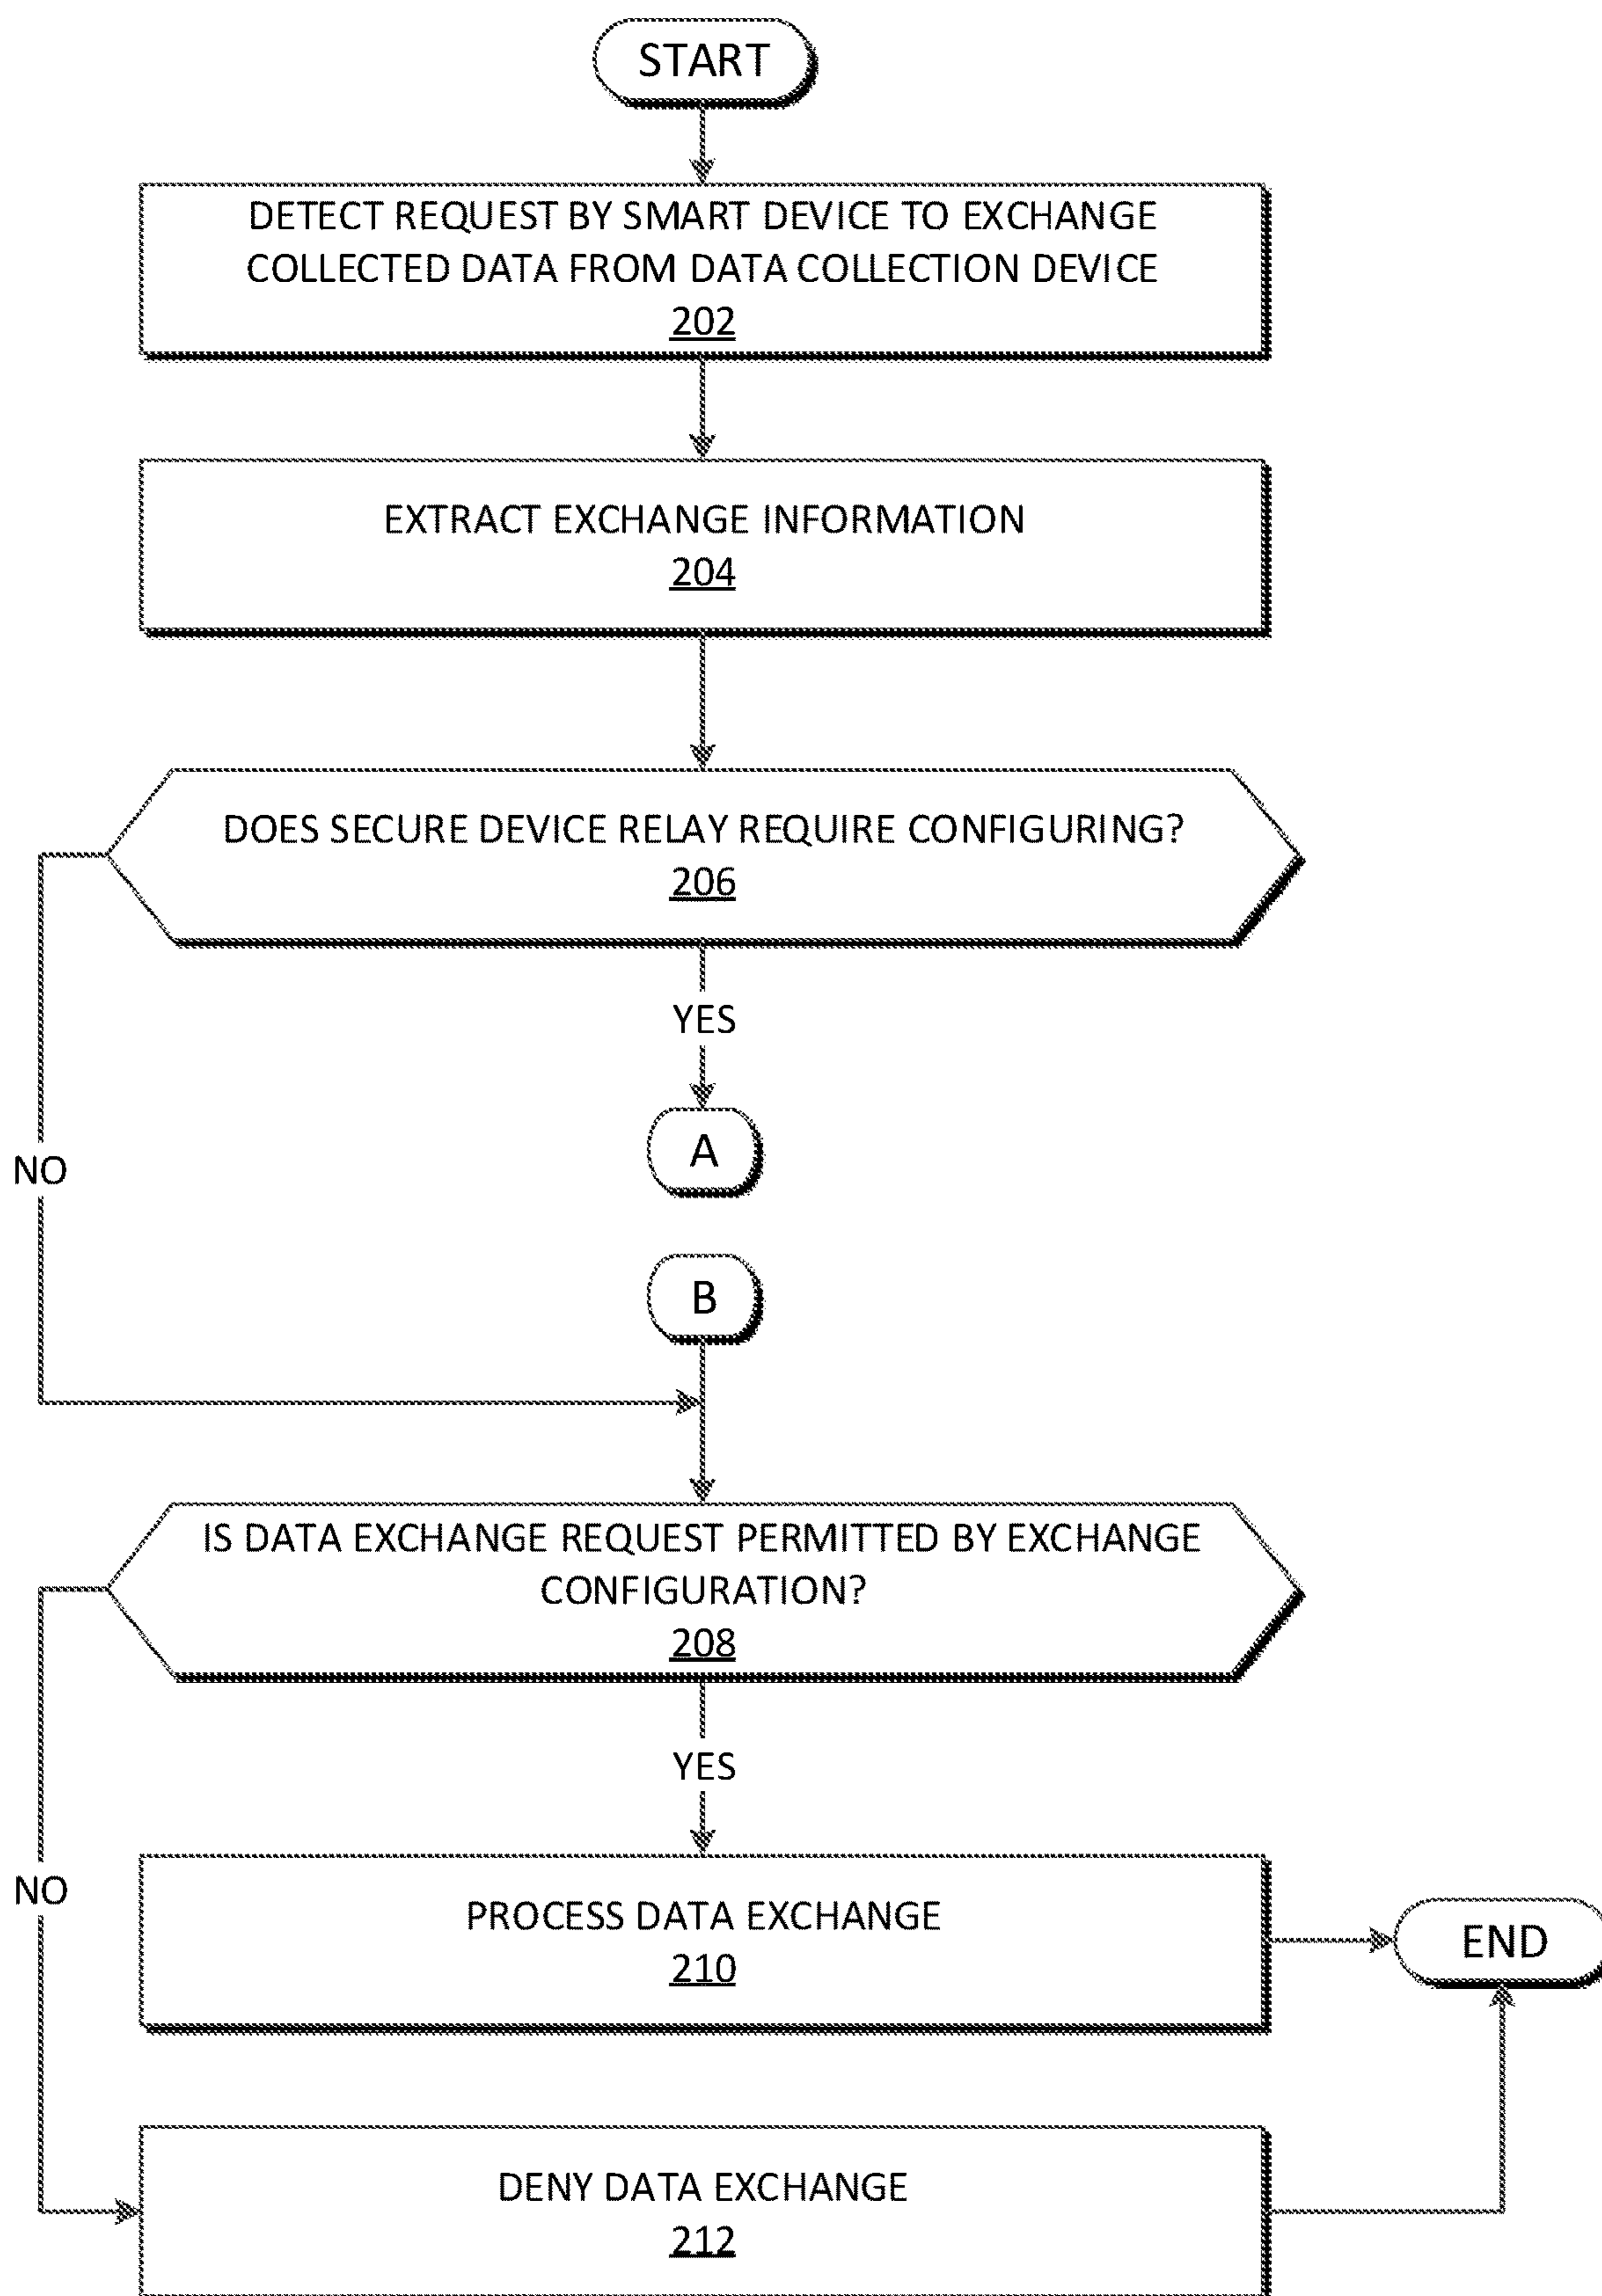 START
DETECT REQUEST BY SMART DEVICE TO EXCHANGE
COLLECTED DATA FROM DATA COLLECTION DEVICE
202
EXTRACT EXCHANGE INFORMATION
204
DOES SECURE DEVICE RELAY REQUIRE CONFIGURING?
206
YES
A
NO
B
IS DATA EXCHANGE REQUEST PERMITTED BY EXCHANGE
CONFIGURATION?
208
YES
NO
PROCESS DATA EXCHANGE
210
END
DENY DATA EXCHANGE
212